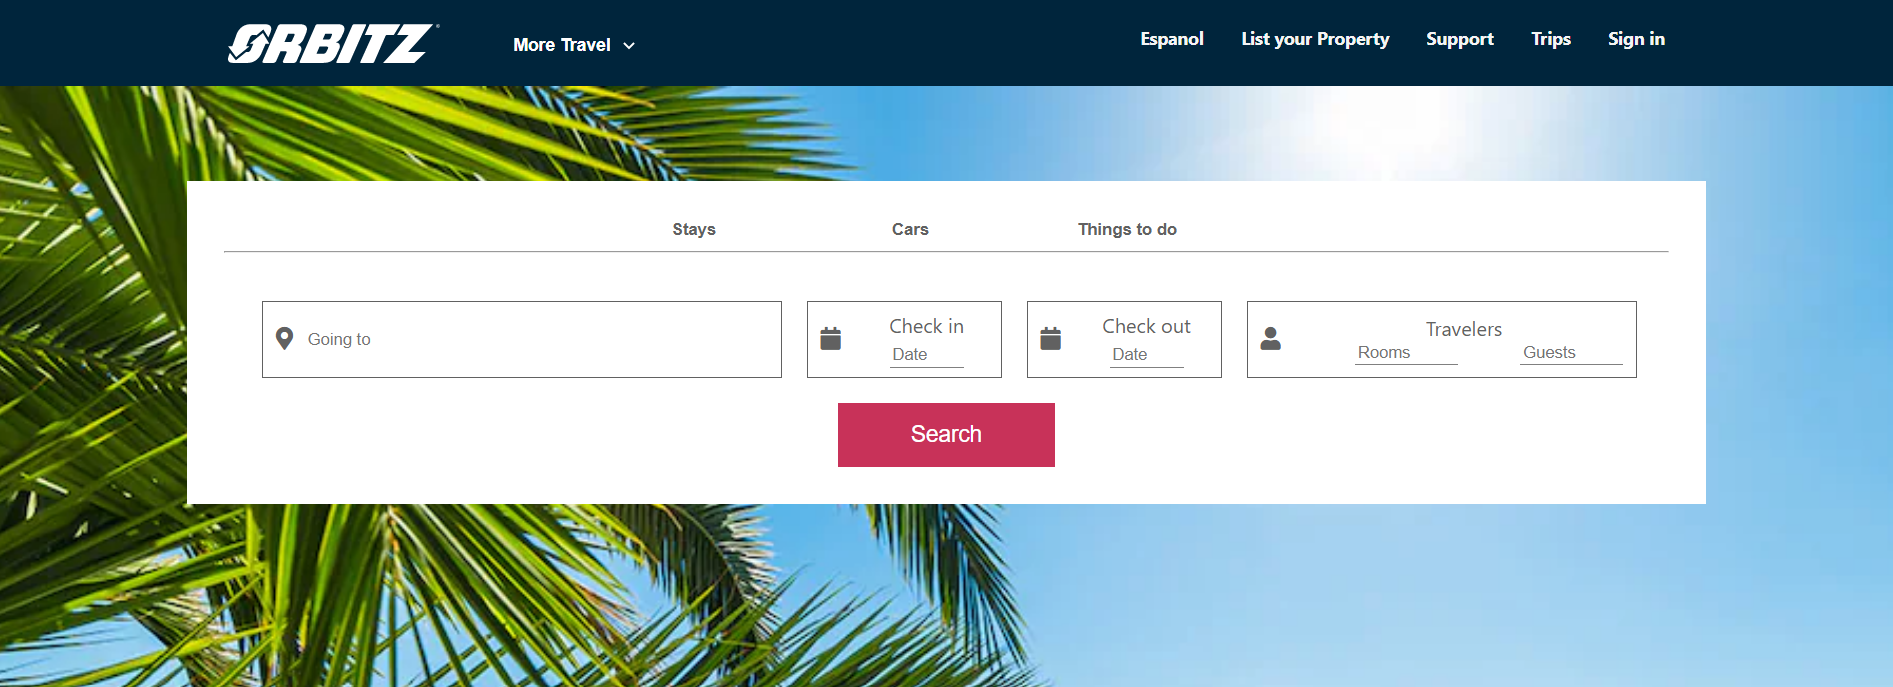 ORBITZ
More Travel
Espanol
List your Property
Support
Trips
Sign in
Stays
Cars
Things to do
Going to
Check in
Date
Check out
Date
Travelers
Rooms
Guests
Search